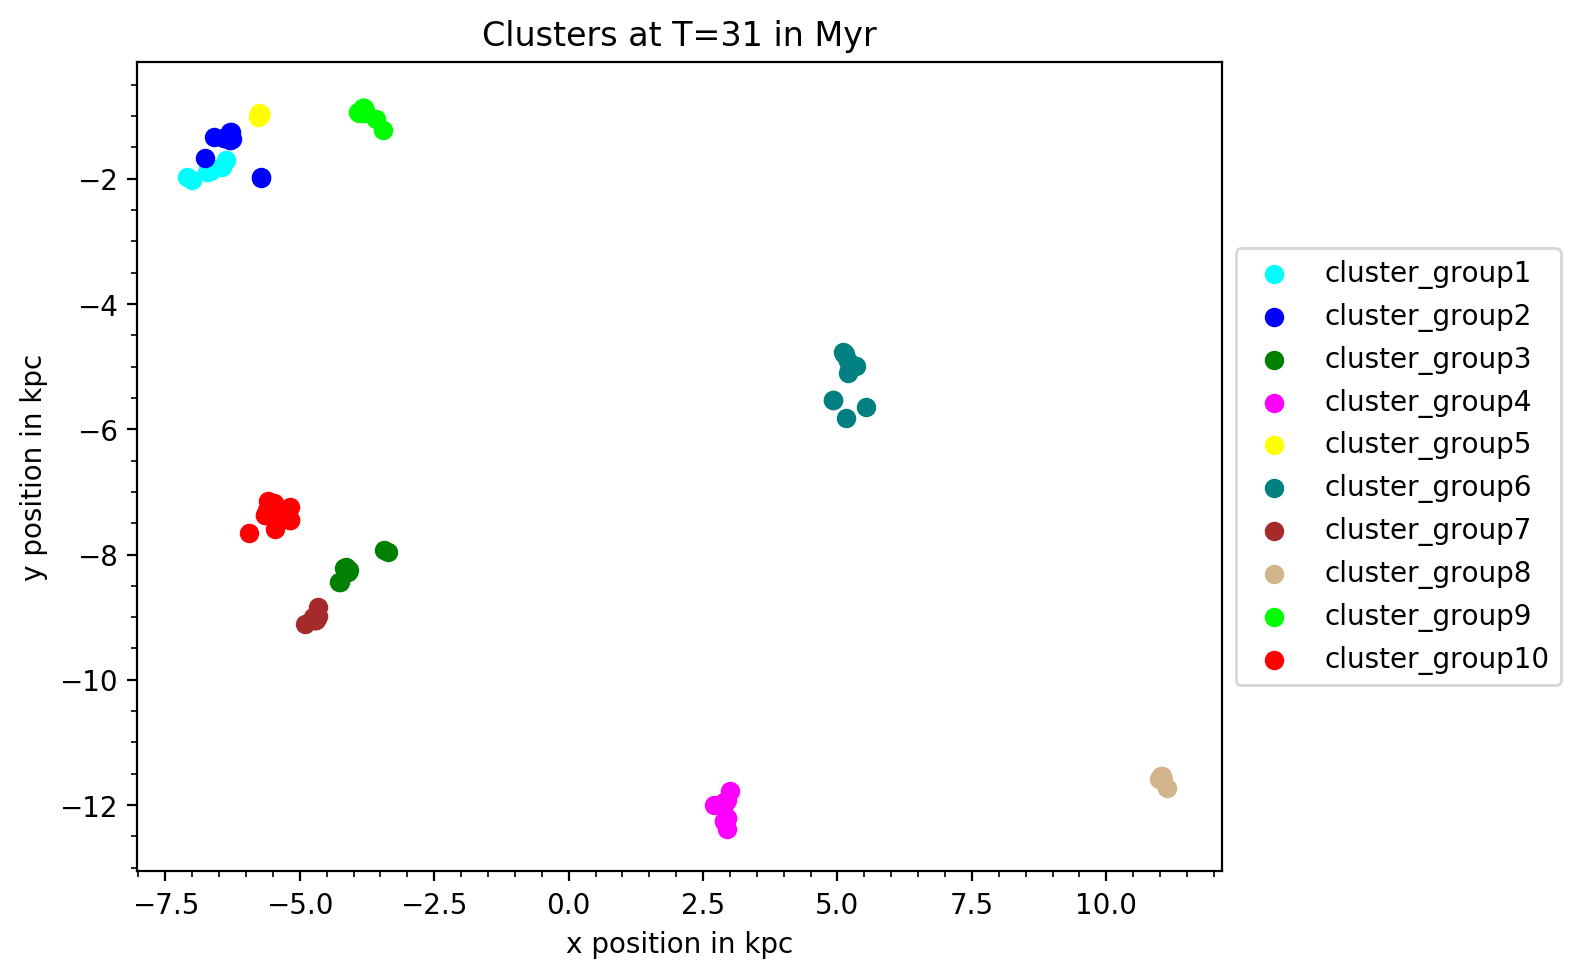 Clusters at T=31 in Myr
y position in kpc
−2
−4
−6
−8
−10
−12
−7.5 −5.0 −2.5 0.0 2.5 5.0 7.5 10.0
x position in kpc
cluster_group1
cluster_group2
cluster_group3
cluster_group4
cluster_group5
cluster_group6
cluster_group7
cluster_group8
cluster_group9
cluster_group10